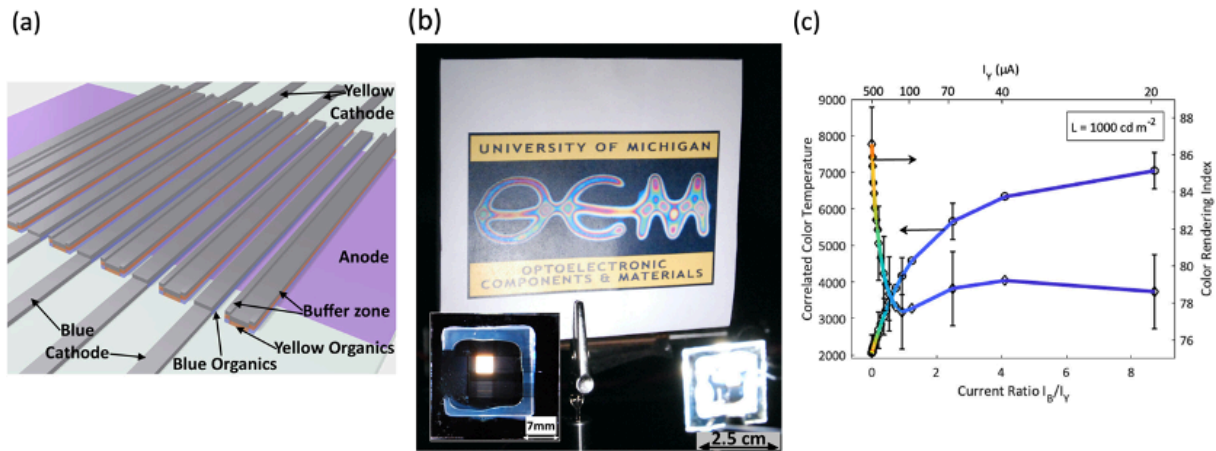 (a)
Yellow
Cathode
Anode
Buffer zone
Blue
Cathode
Blue Organics
Yellow Organics
(b)
UNIVERSITY OF MICHIGAN
OCM
OPTOELECTRONIC
COMPONENTS & MATERIALS
7mm
2.5 cm
(c)
I_Y (μA)
500 100 70 40 20
9000
8000
7000
6000
5000
4000
3000
2000
Correlated Color Temperature
L = 1000 cd m⁻²
88
86
84
82
80
78
76
Color Rendering Index
0 2 4 6 8
Current Ratio I_B/I_Y